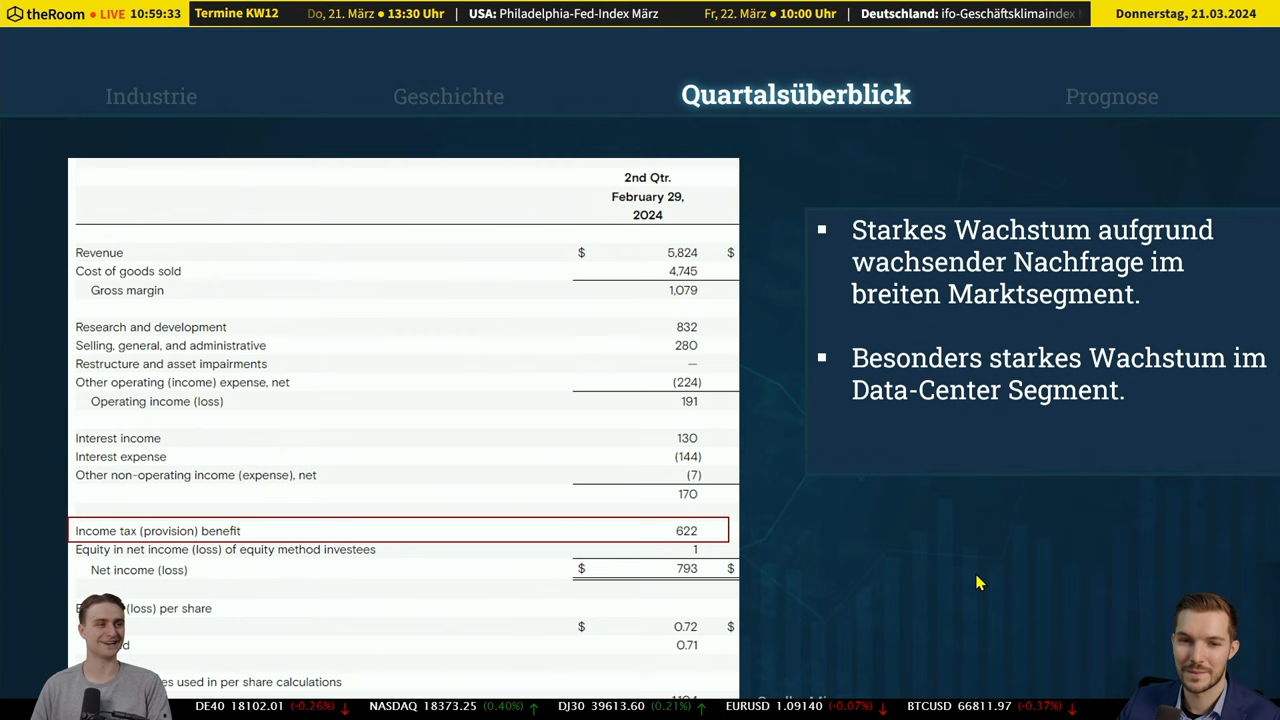 theRoom • LIVE 10:59:33 Termine KW12 Do, 21. März • 13:30 Uhr | USA: Philadelphia-Fed-Index März Fr, 22. März • 10:00 Uhr | Deutschland: ifo-Geschäftsklimaindex Donnerstag, 21.03.2024
Industrie Geschichte Quartalsüberblick Prognose
2nd Qtr.
February 29,
2024
Revenue $ 5,824 $
Cost of goods sold 4,745
Gross margin 1,079
Research and development 832
Selling, general, and administrative 280
Restructure and asset impairments —
Other operating (income) expense, net (224)
Operating income (loss) 191
Interest income 130
Interest expense (144)
Other non-operating income (expense), net (7)
170
Income tax (provision) benefit 622
Equity in net income (loss) of equity method investees 1
Net income (loss) $ 793 $
(loss) per share
$ 0.72 $
0.71
used in per share calculations
▪ Starkes Wachstum aufgrund
wachsender Nachfrage im
breiten Marktsegment.
▪ Besonders starkes Wachstum im
Data-Center Segment.
DE40 18102.01 (-0.26%) ↓ NASDAQ 18373.25 (0.40%) ↑ DJ30 39613.60 (0.21%) ↑ EURUSD 1.09140 (-0.07%) ↓ BTCUSD 66811.97 (-0.37%) ↓